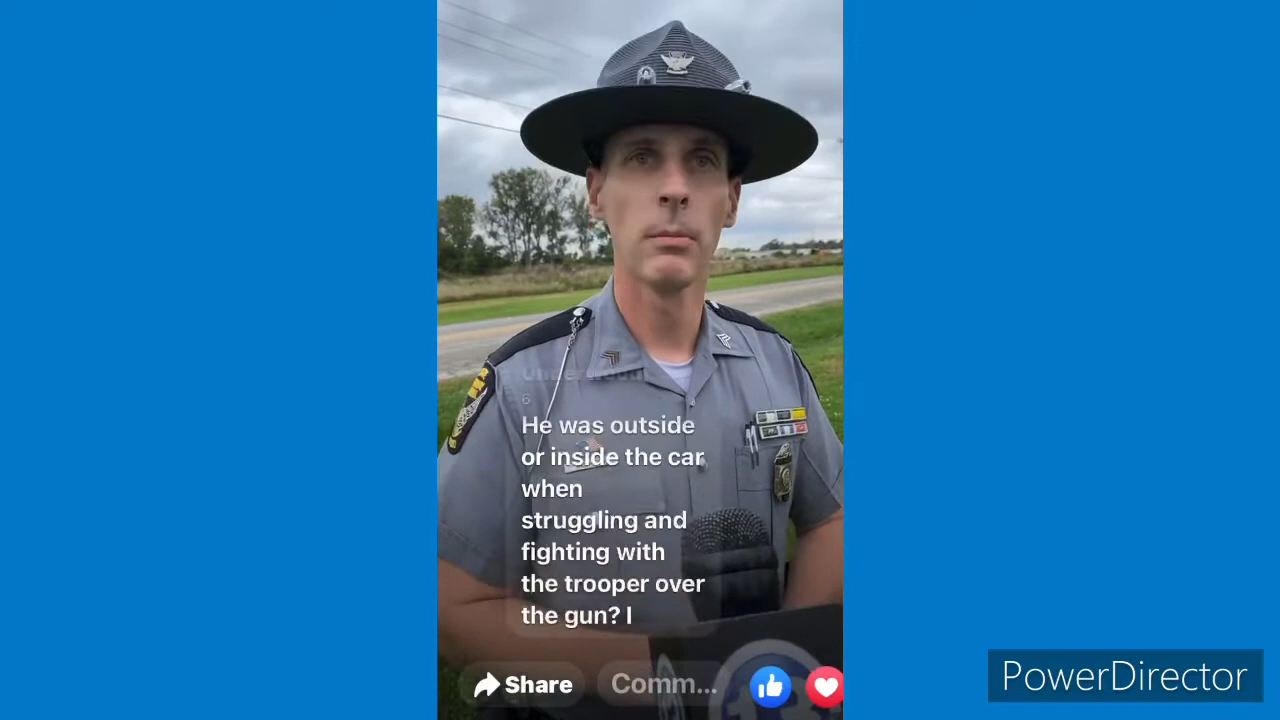 6
He was outside
or inside the car
when
struggling and
fighting with
the trooper over
the gun? I
Share
Comm...
PowerDirector